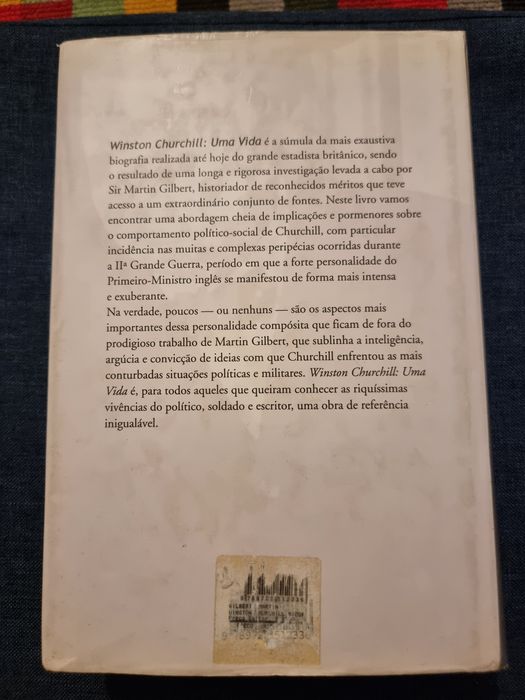 Winston Churchill: Uma Vida é a súmula da mais exaustiva
biografia realizada até hoje do grande estadista britânico, sendo
o resultado de uma longa e rigorosa investigação levada a cabo por
Sir Martin Gilbert, historiador de reconhecidos méritos que teve
acesso a um extraordinário conjunto de fontes. Neste livro vamos
encontrar uma abordagem cheia de implicações e pormenores sobre
o comportamento político-social de Churchill, com particular
incidência nas muitas e complexas peripécias ocorridas durante
a IIª Grande Guerra, período em que a forte personalidade do
Primeiro-Ministro inglês se manifestou de forma mais intensa
e exuberante.
Na verdade, poucos — ou nenhuns — são os aspectos mais
importantes dessa personalidade compósita que ficam de fora do
prodigioso trabalho de Martin Gilbert, que sublinha a inteligência,
argúcia e convicção de ideias com que Churchill enfrentou as mais
conturbadas situações políticas e militares. Winston Churchill: Uma
Vida é, para todos aqueles que queiram conhecer as riquíssimas
vivências do político, soldado e escritor, uma obra de referência
inigualável.
GILBERT MARTIN
WINSTON CHURCHILL